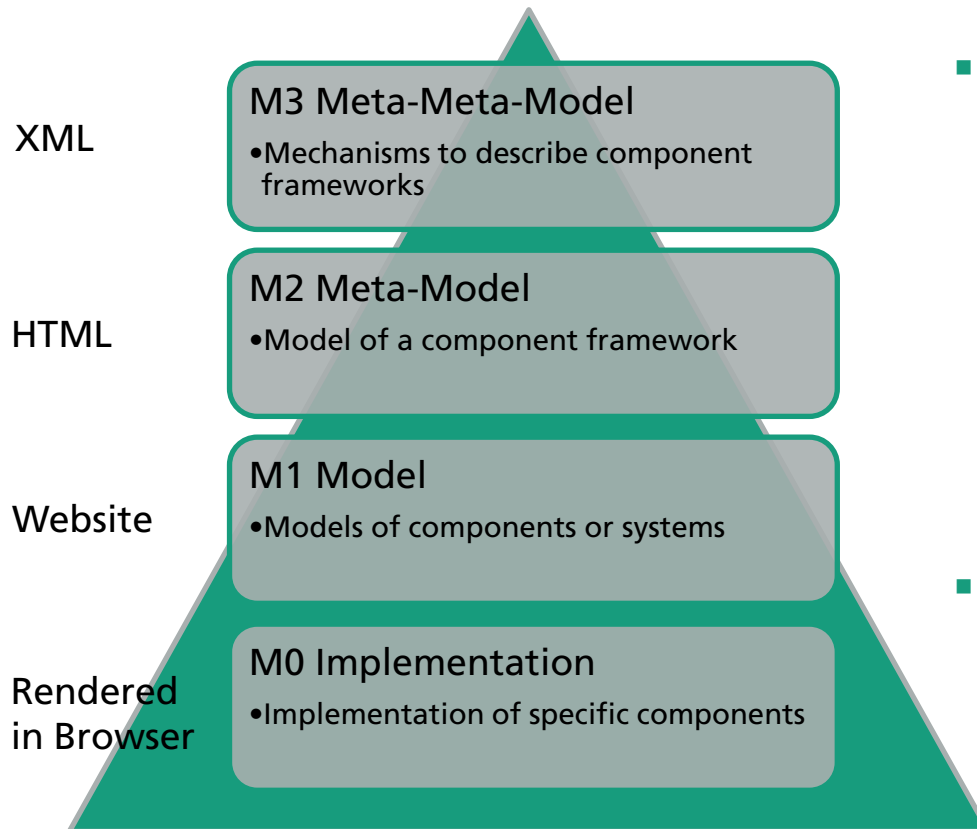 XML
M3 Meta-Meta-Model
•Mechanisms to describe component
frameworks
HTML
M2 Meta-Model
•Model of a component framework
Website
M1 Model
•Models of components or systems
Rendered
in Browser
M0 Implementation
•Implementation of specific components